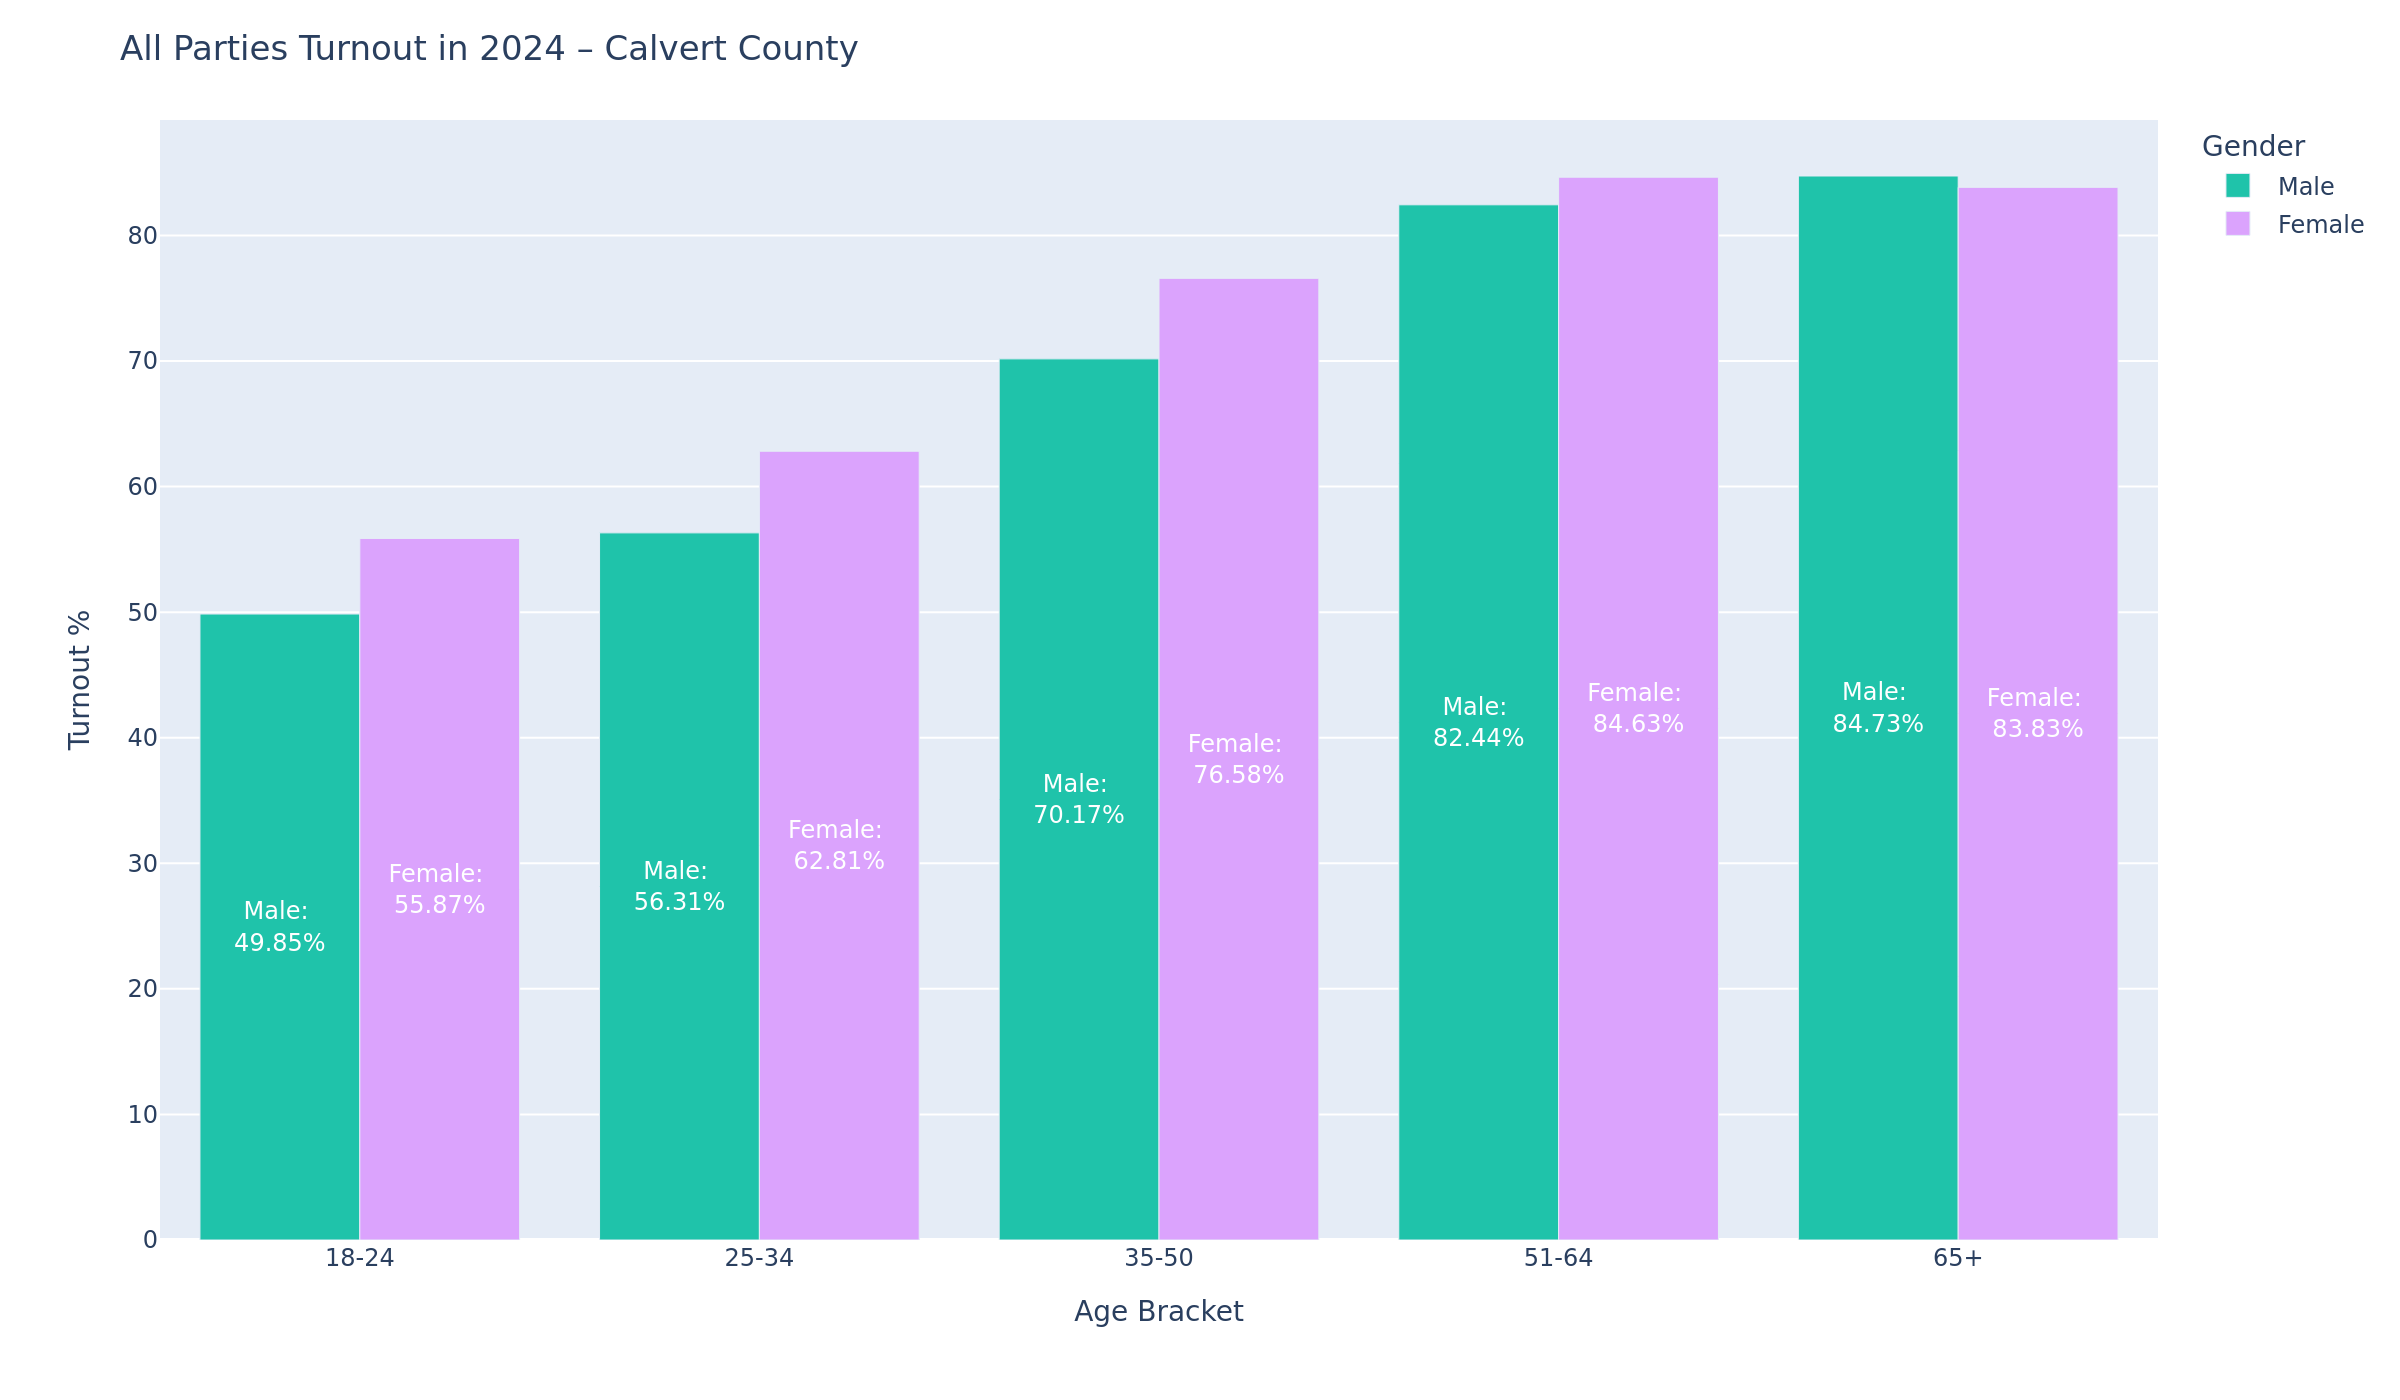 All Parties Turnout in 2024 – Calvert County
Gender
Male
Female
Turnout %
80
70
60
50
40
30
20
10
0
Male:
49.85%
Female:
55.87%
Male:
56.31%
Female:
62.81%
Male:
70.17%
Female:
76.58%
Male:
82.44%
Female:
84.63%
Male:
84.73%
Female:
83.83%
18-24
25-34
35-50
51-64
65+
Age Bracket